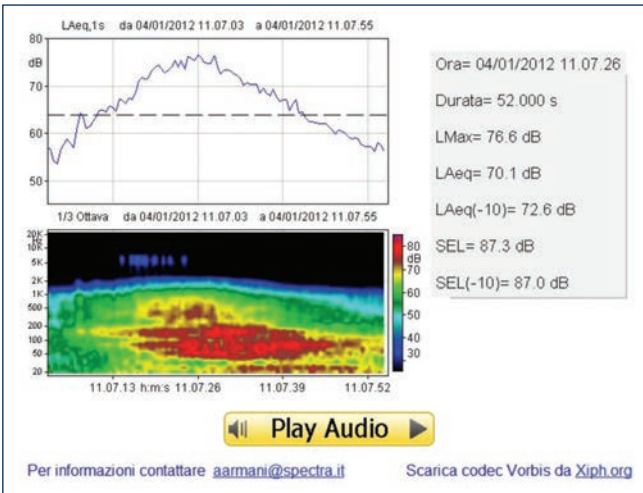 LAeq,1s da 04/01/2012 11.07.03 a 04/01/2012 11.07.55
80
dB
70
60
50
1/3 Ottava da 04/01/2012 11.07.03 a 04/01/2012 11.07.55
20K
10K
5K
2K
1K
500
200
100
50
20
80
dB
70
60
50
40
30
11.07.13 h:m:s 11.07.26 11.07.39 11.07.52
Ora= 04/01/2012 11.07.26
Durata= 52.000 s
LMax= 76.6 dB
LAeq= 70.1 dB
LAeq(-10)= 72.6 dB
SEL= 87.3 dB
SEL(-10)= 87.0 dB
Play Audio
Per informazioni contattare aarmani@spectra.it Scarica codec Vorbis da Xiph.org